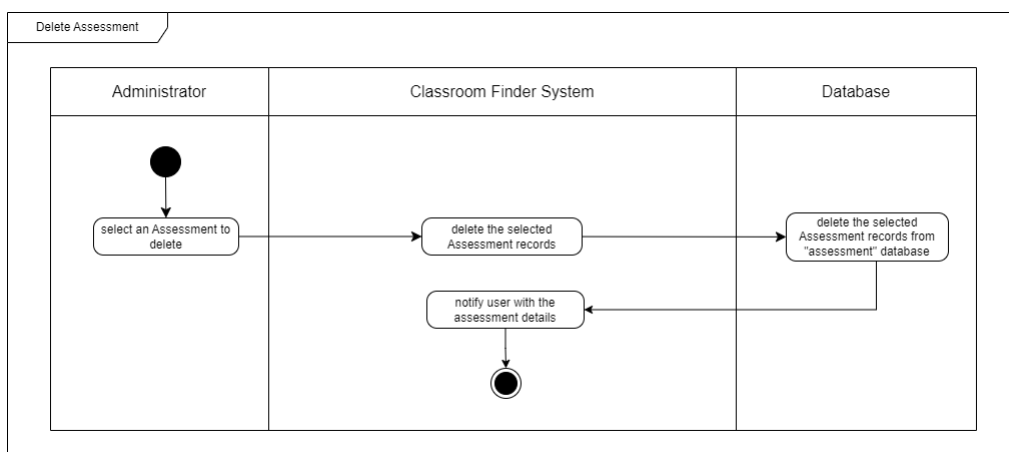 Delete Assessment
Administrator
Classroom Finder System
Database
select an Assessment to
delete
delete the selected
Assessment records
delete the selected
Assessment records from
"assessment" database
notify user with the
assessment details